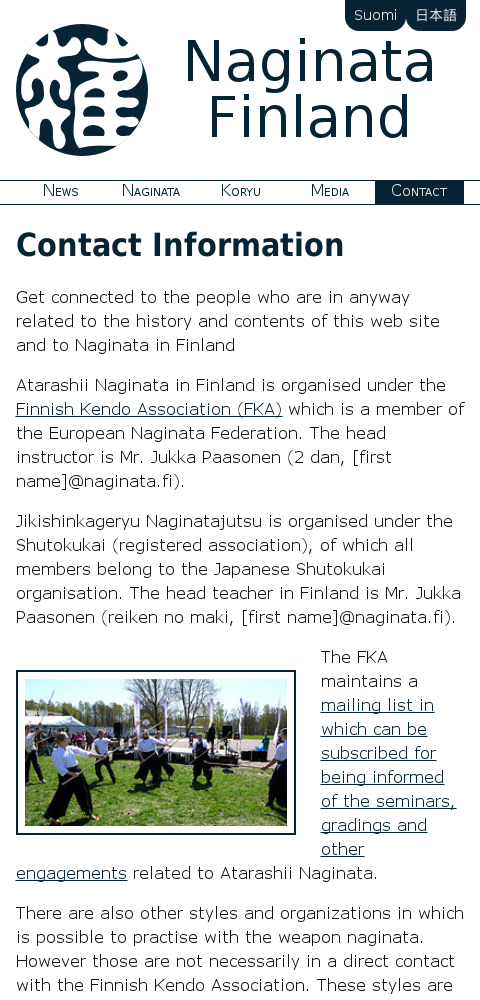 Suomi 日本語
Naginata
Finland
News Naginata Koryu Media Contact
Contact Information
Get connected to the people who are in anyway
related to the history and contents of this web site
and to Naginata in Finland
Atarashii Naginata in Finland is organised under the
Finnish Kendo Association (FKA) which is a member of
the European Naginata Federation. The head
instructor is Mr. Jukka Paasonen (2 dan, [first
name]@naginata.fi).
Jikishinkageryu Naginatajutsu is organised under the
Shutokukai (registered association), of which all
members belong to the Japanese Shutokukai
organisation. The head teacher in Finland is Mr. Jukka
Paasonen (reiken no maki, [first name]@naginata.fi).
The FKA
maintains a
mailing list in
which can be
subscribed for
being informed
of the seminars,
gradings and
other
engagements related to Atarashii Naginata.
There are also other styles and organizations in which
is possible to practise with the weapon naginata.
However those are not necessarily in a direct contact
with the Finnish Kendo Association. These styles are